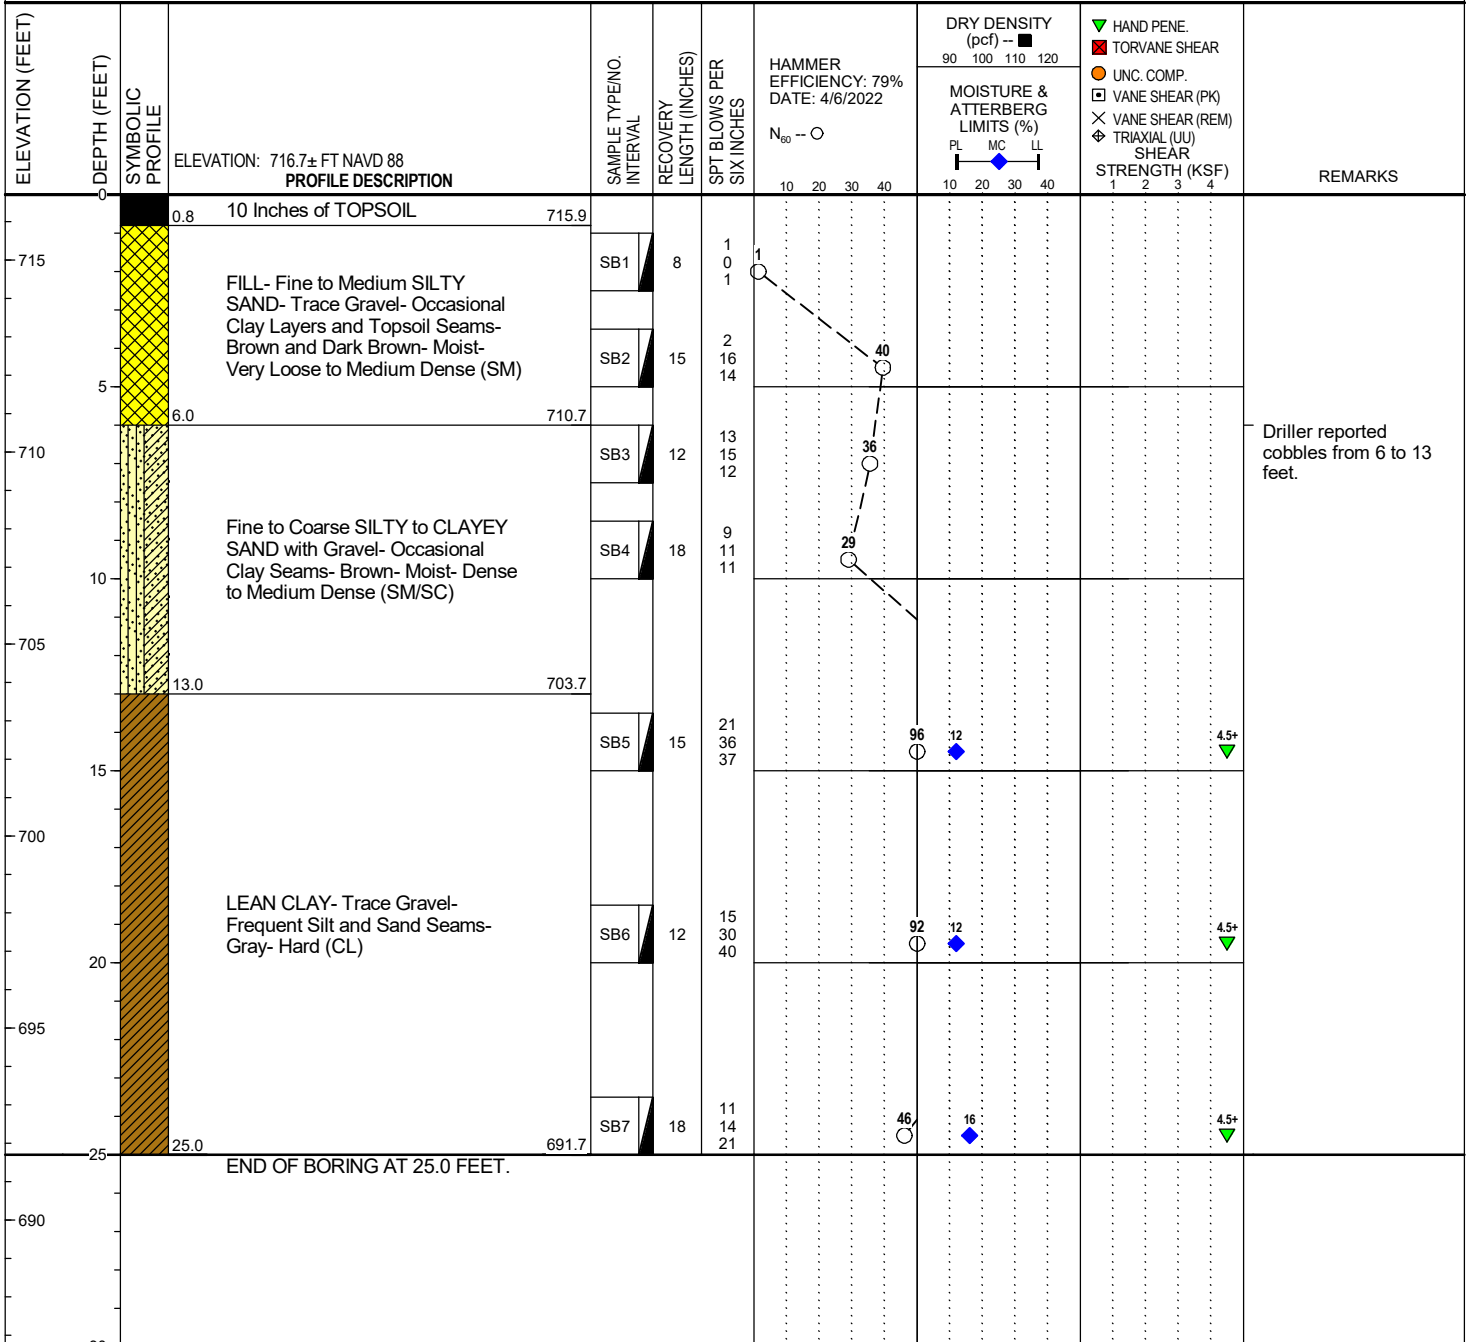 ELEVATION (FEET)
DEPTH (FEET)
SYMBOLIC
PROFILE
ELEVATION: 716.7± FT NAVD 88
PROFILE DESCRIPTION
SAMPLE TYPE/NO.
INTERVAL
RECOVERY
LENGTH (INCHES)
SPT BLOWS PER
SIX INCHES
HAMMER
EFFICIENCY: 79%
DATE: 4/6/2022
N60 --
10 20 30 40
DRY DENSITY
(pcf) --
90 100 110 120
MOISTURE &
ATTERBERG
LIMITS (%)
PL MC LL
10 20 30 40
HAND PENE.
TORVANE SHEAR
UNC. COMP.
VANE SHEAR (PK)
VANE SHEAR (REM)
TRIAXIAL (UU)
SHEAR
STRENGTH (KSF)
1 2 3 4
REMARKS
0
0.8 10 Inches of TOPSOIL 715.9
715
FILL- Fine to Medium SILTY
SAND- Trace Gravel- Occasional
Clay Layers and Topsoil Seams-
Brown and Dark Brown- Moist-
Very Loose to Medium Dense (SM)
SB1 8
1
0
1
1
SB2 15
2
16
14
40
5
6.0 710.7
710
SB3 12
13
15
12
36
Driller reported
cobbles from 6 to 13
feet.
Fine to Coarse SILTY to CLAYEY
SAND with Gravel- Occasional
Clay Seams- Brown- Moist- Dense
to Medium Dense (SM/SC)
SB4 18
9
11
11
29
10
705
13.0 703.7
SB5 15
21
36
37
96 12 4.5+
15
700
LEAN CLAY- Trace Gravel-
Frequent Silt and Sand Seams-
Gray- Hard (CL)
SB6 12
15
30
40
92 12 4.5+
20
695
SB7 18
11
14
21
46 16 4.5+
25.0 691.7
25
END OF BORING AT 25.0 FEET.
690